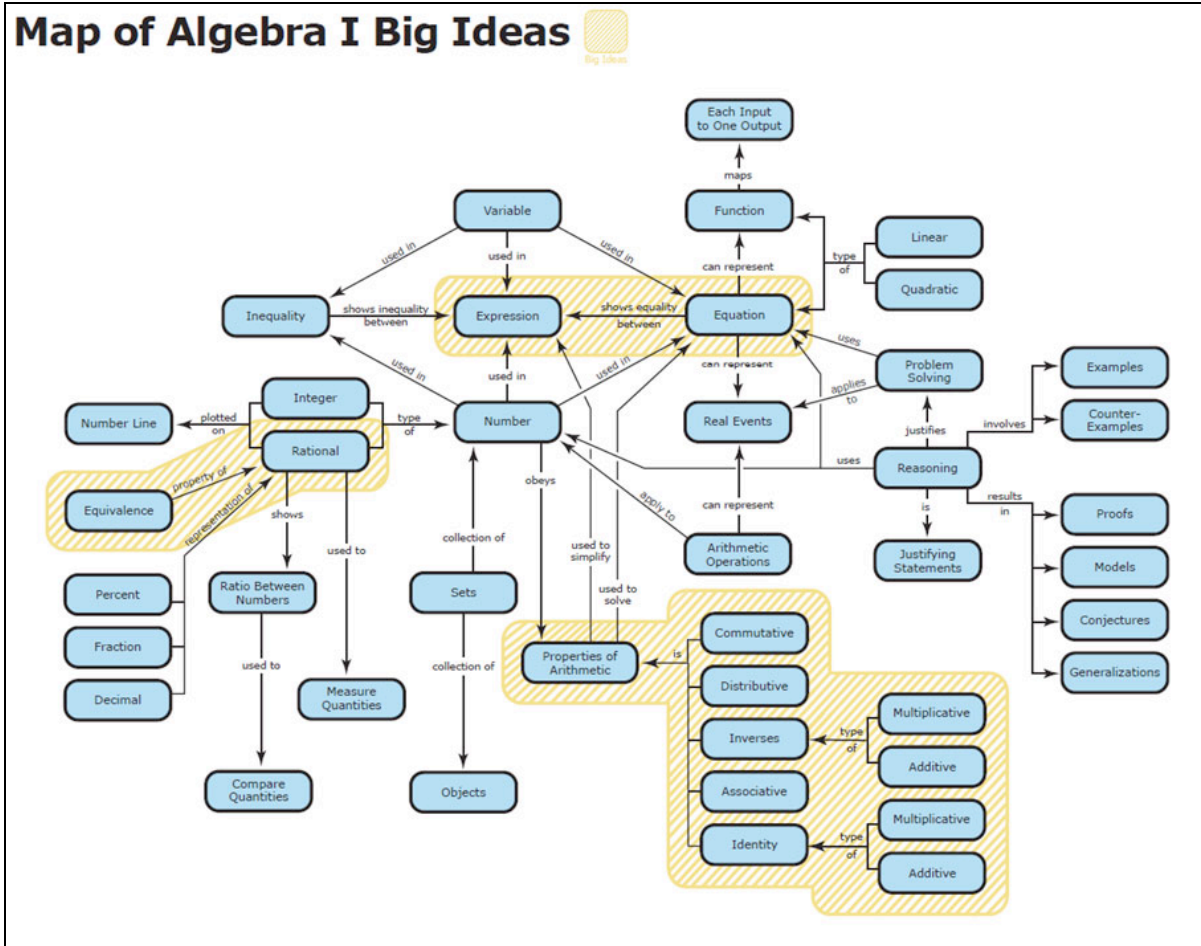 Map of Algebra I Big Ideas
Big Ideas
Each Input
to One Output
maps
Variable
Function
Linear
used in
used in
used in
can represent
type
of
Quadratic
Inequality
shows inequality
between
Expression
shows equality
between
Equation
used in
used in
used in
can represent
uses
Problem
Solving
applies
to
Examples
Integer
Number Line
plotted
on
type
of
Number
Real Events
justifies
involves
Counter-
Examples
Rational
property of
obeys
uses
Reasoning
Equivalence
representation of
shows
apply to
can represent
is
results
in
Proofs
used to
collection of
used to
simplify
Arithmetic
Operations
Justifying
Statements
Models
Percent
Ratio Between
Numbers
Sets
used to
solve
Conjectures
Fraction
used to
collection of
Properties of
Arithmetic
is
Commutative
Generalizations
Decimal
Measure
Quantities
Distributive
Multiplicative
Inverses
type
of
Additive
Compare
Quantities
Objects
Associative
Multiplicative
Identity
type
of
Additive